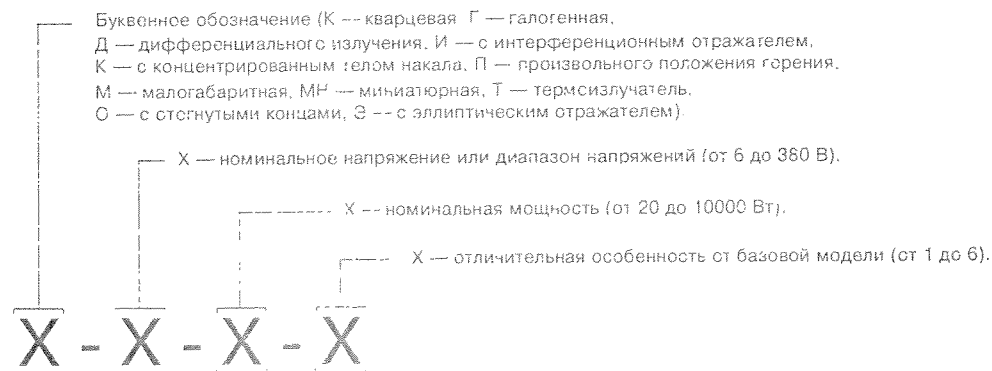 Буквенное обозначение (К -- кварцевая Г — галогенная,
Д — дифференциального излучения, И — с интерференционным отражателем,
К — с концентрированным телом накала, П — произвольного положения горения,
М — малогабаритная, МН — миниатюрная, Т — термоизлучатель,
О — с отогнутыми концами, Э -- с эллиптическим отражателем)
Х — номинальное напряжение или диапазон напряжений (от 6 до 380 В).
Х -- номинальная мощность (от 20 до 10000 Вт).
Х — отличительная особенность от базовой модели (от 1 до 6).
Х - Х - Х - Х